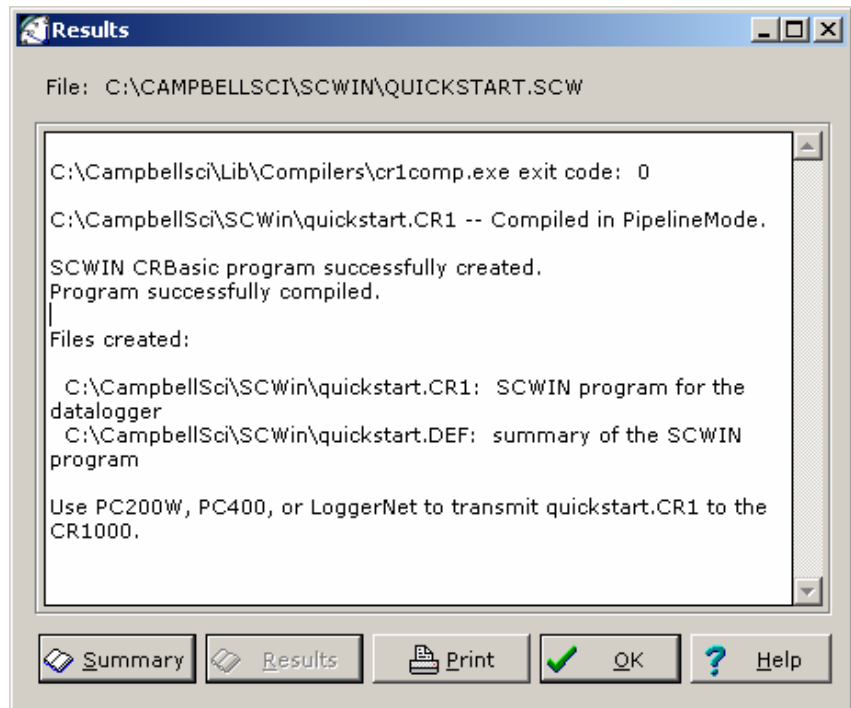 Results
File: C:\CAMPBELLSCI\SCWIN\QUICKSTART.SCW
C:\Campbellsci\Lib\Compilers\cr1comp.exe exit code: 0
C:\CampbellSci\SCWin\quickstart.CR1 -- Compiled in PipelineMode.
SCWIN CRBasic program successfully created.
Program successfully compiled.
Files created:
C:\CampbellSci\SCWin\quickstart.CR1: SCWIN program for the
datalogger
C:\CampbellSci\SCWin\quickstart.DEF: summary of the SCWIN
program
Use PC200W, PC400, or LoggerNet to transmit quickstart.CR1 to the
CR1000.
Summary Results Print OK Help